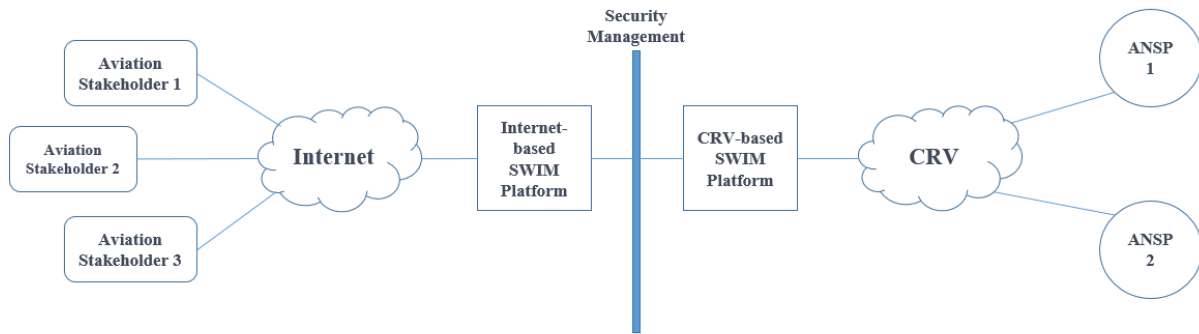 Security
Management
Aviation
Stakeholder 1
Aviation
Stakeholder 2
Aviation
Stakeholder 3
Internet
Internet-
based
SWIM
Platform
CRV-based
SWIM
Platform
CRV
ANSP
1
ANSP
2